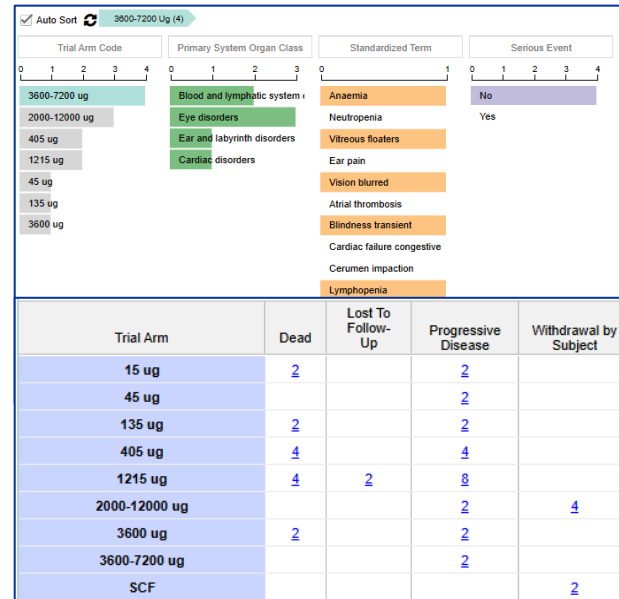 Auto Sort 3600-7200 Ug (4)
Trial Arm Code Primary System Organ Class Standardized Term Serious Event
0 1 2 3 4 0 1 2 3 0 1 0 1 2 3 4
3600-7200 ug Blood and lymphatic system Anaemia No
2000-12000 ug Eye disorders Neutropenia Yes
405 ug Ear and labyrinth disorders Vitreous floaters
1215 ug Cardiac disorders Ear pain
45 ug Vision blurred
135 ug Atrial thrombosis
3600 ug Blindness transient
Cardiac failure congestive
Cerumen impaction
Lymphopenia
Trial Arm Dead Lost To Follow-Up Progressive Disease Withdrawal by Subject
15 ug 2 2
45 ug 2
135 ug 2 2
405 ug 4 4
1215 ug 4 2 8
2000-12000 ug 2 4
3600 ug 2 2
3600-7200 ug 2
SCF 2